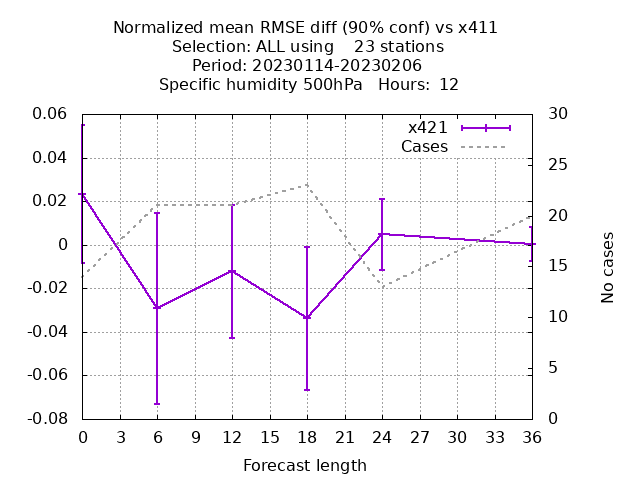 Normalized mean RMSE diff (90% conf) vs x411
Selection: ALL using    23 stations
Period: 20230114-20230206
Specific humidity 500hPa   Hours:  12
x421
Cases
0.06
0.04
0.02
0
-0.02
-0.04
-0.06
-0.08
30
25
20
15
10
5
0
No cases
0 3 6 9 12 15 18 21 24 27 30 33 36
Forecast length